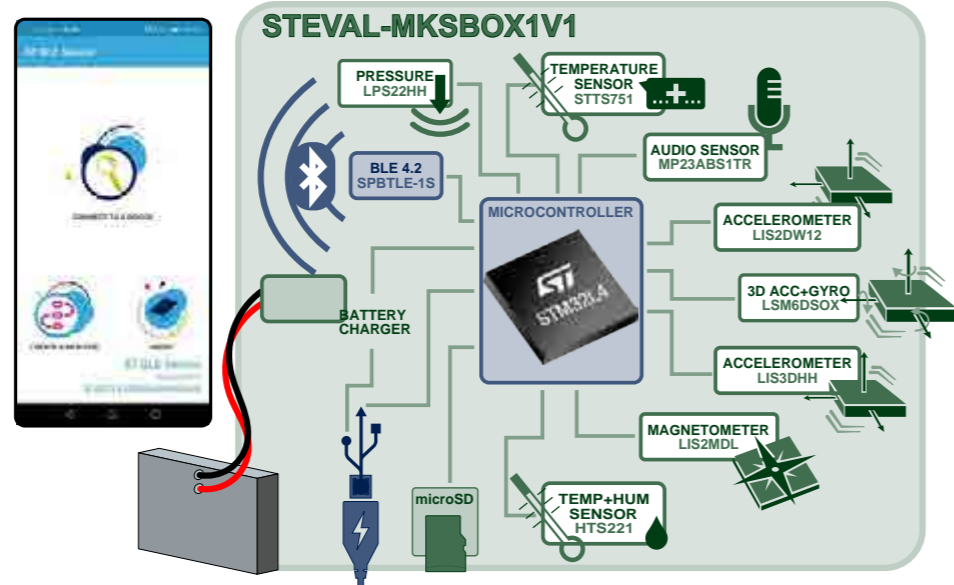 STEVAL-MKSBOX1V1
PRESSURE
LPS22HH
TEMPERATURE
SENSOR
STTS751
AUDIO SENSOR
MP23ABS1TR
BLE 4.2
SPBTLE-1S
MICROCONTROLLER
ST
STM32L4
ACCELEROMETER
LIS2DW12
3D ACC+GYRO
LSM6DSOX
BATTERY
CHARGER
ACCELEROMETER
LIS3DHH
MAGNETOMETER
LIS2MDL
microSD
TEMP+HUM
SENSOR
HTS221
CONNECT TO A DEVICE
ST BLE Sensor